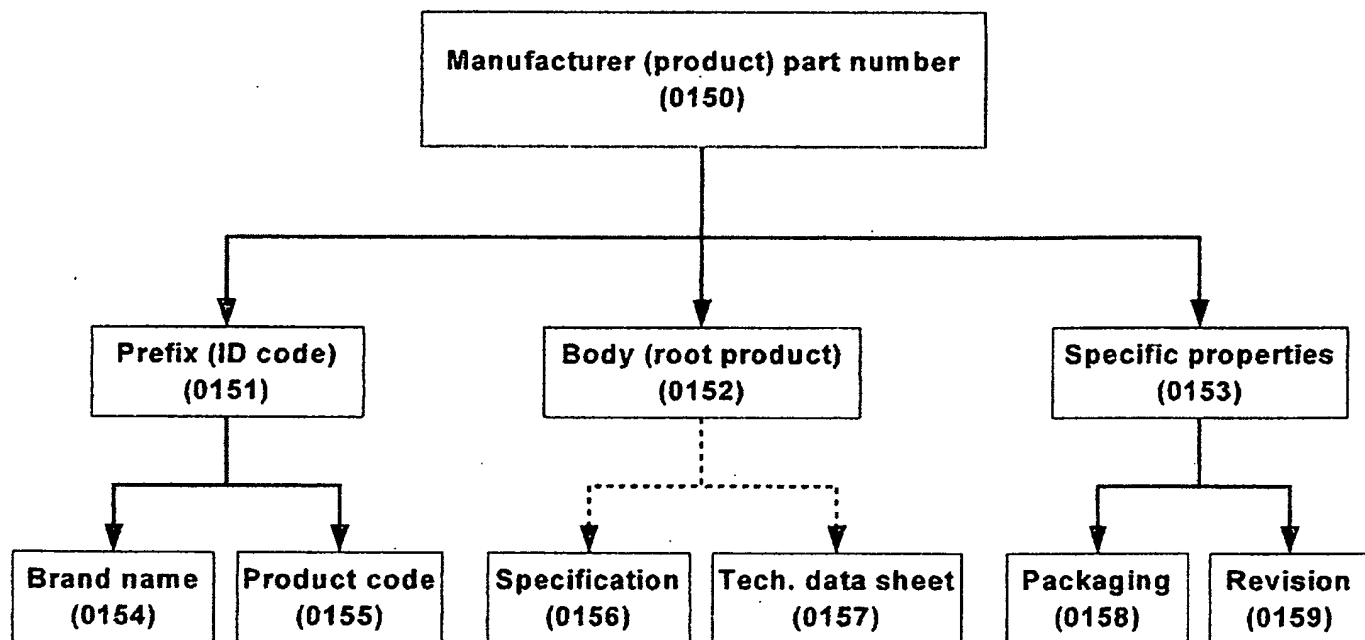 Manufacturer (product) part number
(0150)
Prefix (ID code)
(0151)
Body (root product)
(0152)
Specific properties
(0153)
Brand name
(0154)
Product code
(0155)
Specification
(0156)
Tech. data sheet
(0157)
Packaging
(0158)
Revision
(0159)